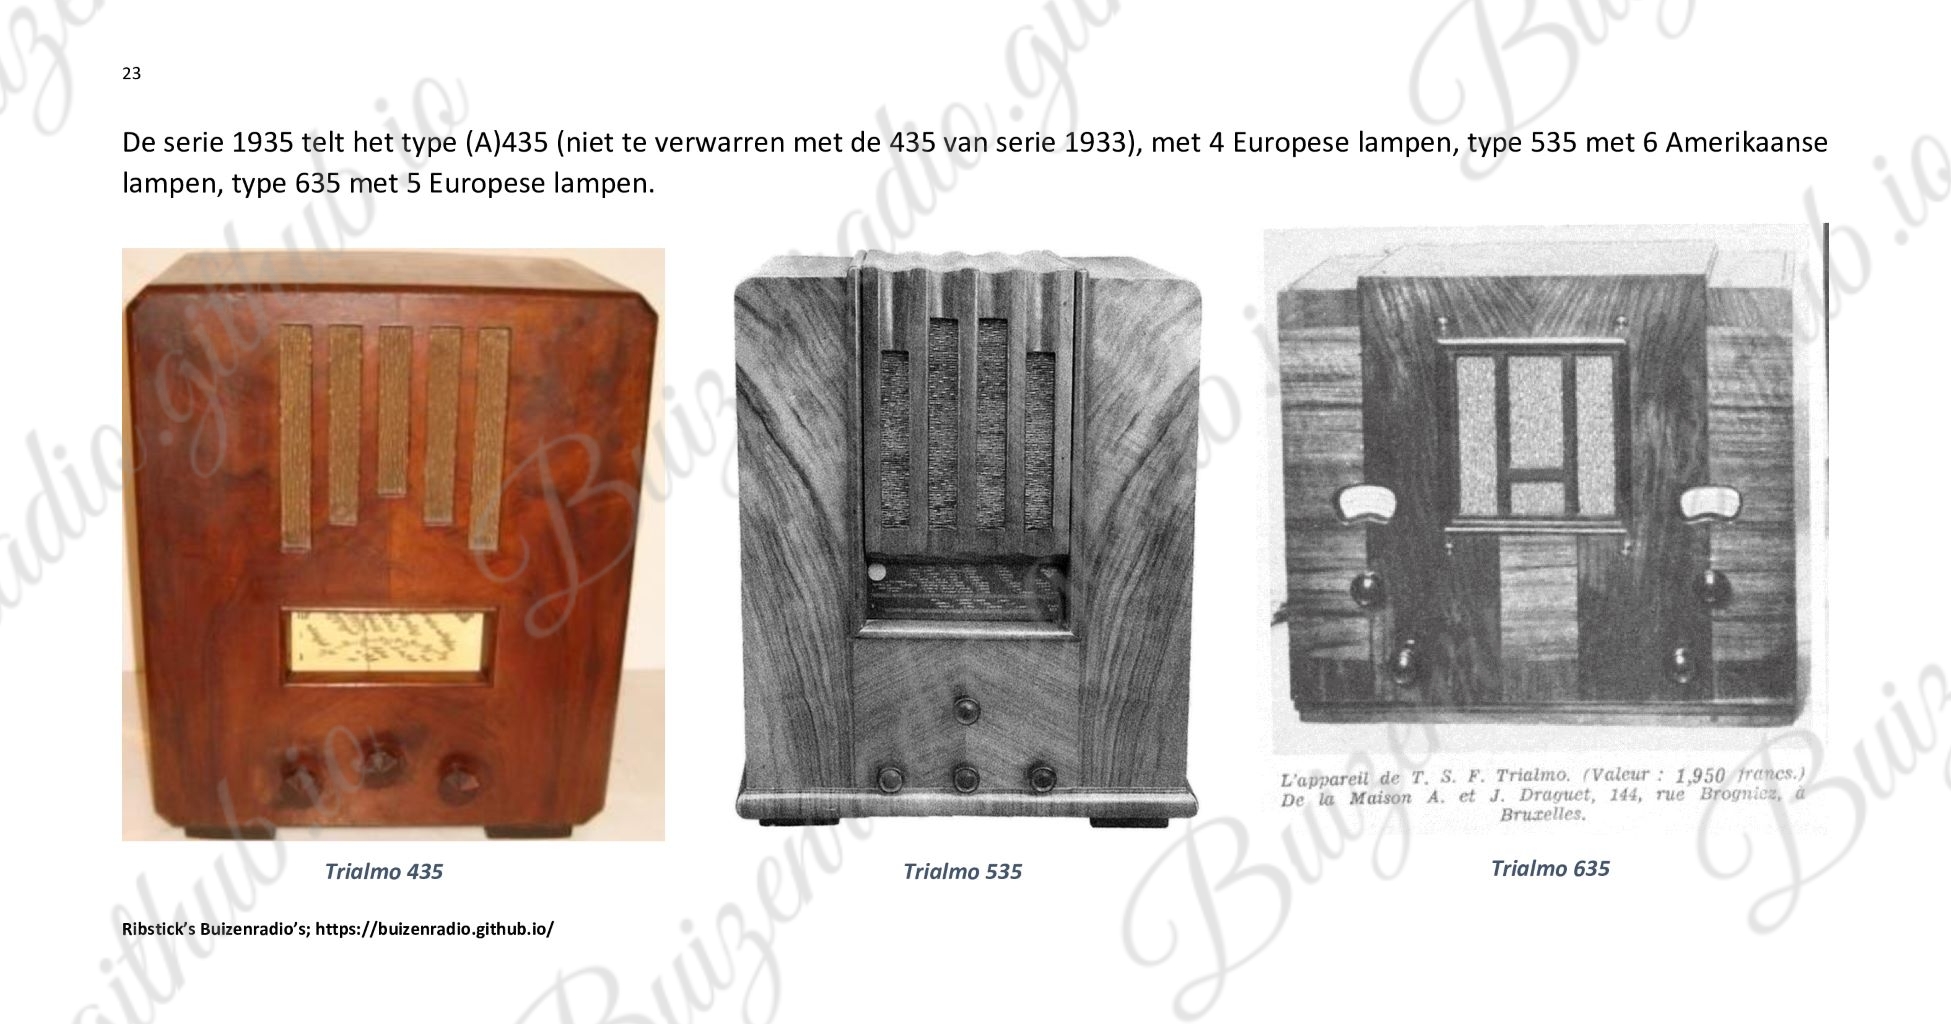 23
De serie 1935 telt het type (A)435 (niet te verwarren met de 435 van serie 1933), met 4 Europese lampen, type 535 met 6 Amerikaanse
lampen, type 635 met 5 Europese lampen.
L'appareil de T. S. F. Trialmo. (Valeur : 1,950 francs.)
De la Maison A. et J. Draguet, 144, rue Brogniez, à
Bruxelles.
Trialmo 435
Trialmo 535
Trialmo 635
Ribstick’s Buizenradio’s; https://buizenradio.github.io/
Buizenradio.github.io